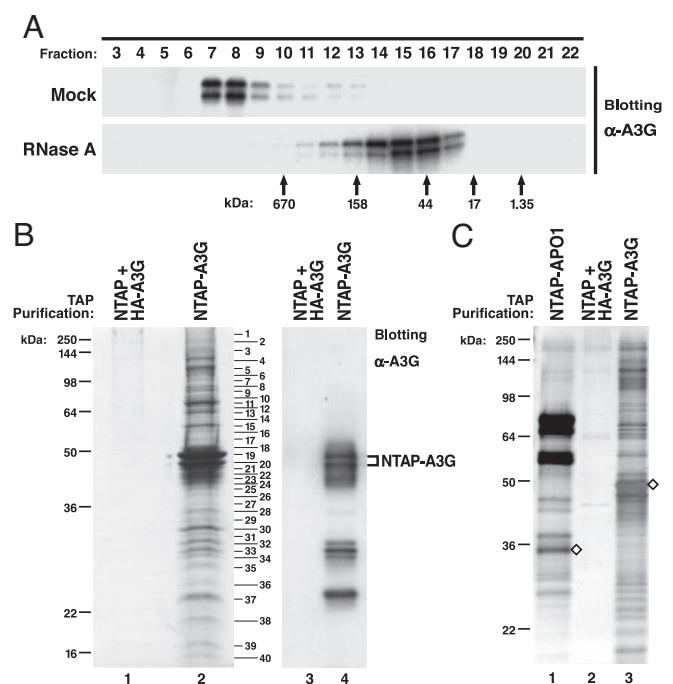 A
Fraction: 3 4 5 6 7 8 9 10 11 12 13 14 15 16 17 18 19 20 21 22
Mock
RNase A
Blotting
α-A3G
kDa: 670 158 44 17 1.35
B
TAP
Purification:
NTAP +
HA-A3G
NTAP-A3G
NTAP +
HA-A3G
NTAP-A3G
kDa:
250
144
98
64
50
36
22
16
1
2
3
4
5
6
7
8
9
10
11
12
13
14
15
16
17
18
19
20
21
22
23
24
25
26
27
28
29
30
31
32
33
34
35
36
37
38
39
40
Blotting
α-A3G
NTAP-A3G
1 2 3 4
C
TAP
Purification:
NTAP-APO1
NTAP +
HA-A3G
NTAP-A3G
kDa:
250
144
98
64
50
36
22
1 2 3